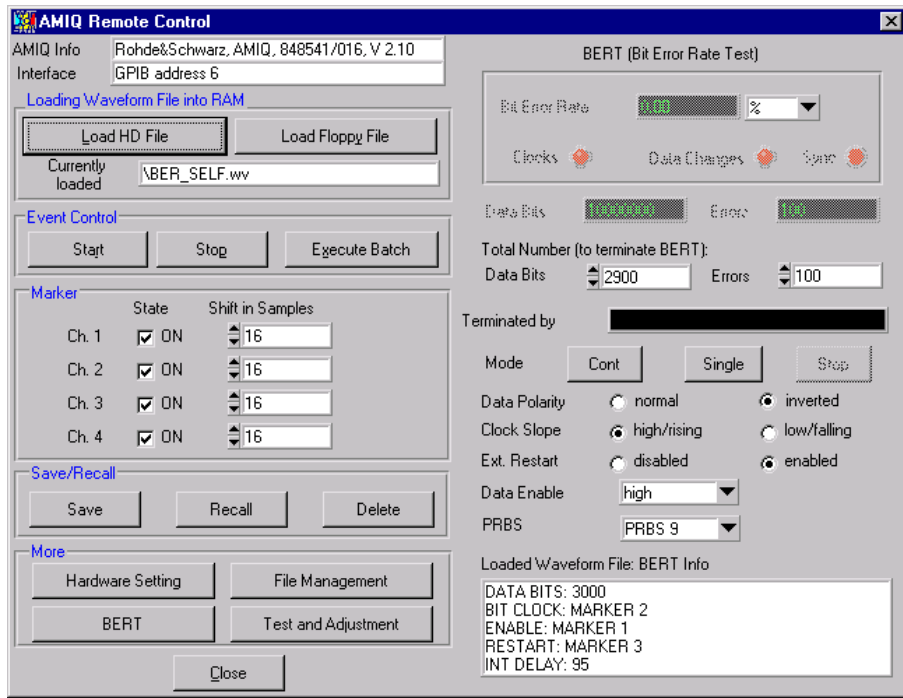 AMIQ Remote Control
AMIQ Info Rohde&Schwarz, AMIQ, 848541/016, V 2.10
Interface GPIB address 6
Loading Waveform File into RAM
Load HD File Load Floppy File
Currently loaded \BER_SELF.wv
Event Control
Start Stop Execute Batch
Marker
State Shift in Samples
Ch. 1 ON 16
Ch. 2 ON 16
Ch. 3 ON 16
Ch. 4 ON 16
Save/Recall
Save Recall Delete
More
Hardware Setting File Management
BERT Test and Adjustment
Close
BERT (Bit Error Rate Test)
Bit Error Rate 0.00 %
Clocks Data Changes Sync
Data Bits 10000000 Errors 100
Total Number (to terminate BERT):
Data Bits 2900 Errors 100
Terminated by
Mode Cont Single Stop
Data Polarity normal inverted
Clock Slope high/rising low/falling
Ext. Restart disabled enabled
Data Enable high
PRBS PRBS 9
Loaded Waveform File: BERT Info
DATA BITS: 3000
BIT CLOCK: MARKER 2
ENABLE: MARKER 1
RESTART: MARKER 3
INT DELAY: 95